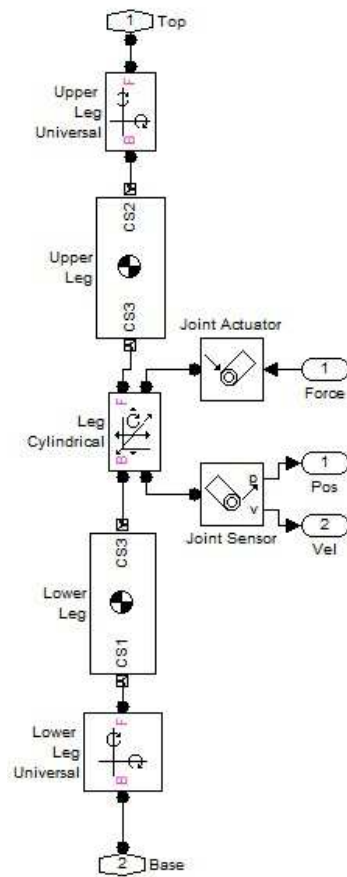 1 Top
Upper
Leg
Universal
F
B
CS2
Upper
Leg
CS3
Joint Actuator
1
Force
Leg
Cylindrical
F
B
p
v
1
Pos
2
Vel
Joint Sensor
CS3
Lower
Leg
CS1
Lower
Leg
Universal
F
B
2 Base